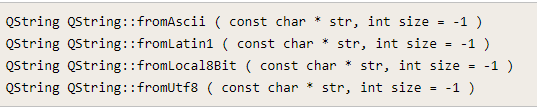 QString QString::fromAscii ( const char * str, int size = -1 )
QString QString::fromLatin1 ( const char * str, int size = -1 )
QString QString::fromLocal8Bit ( const char * str, int size = -1 )
QString QString::fromUtf8 ( const char * str, int size = -1 )